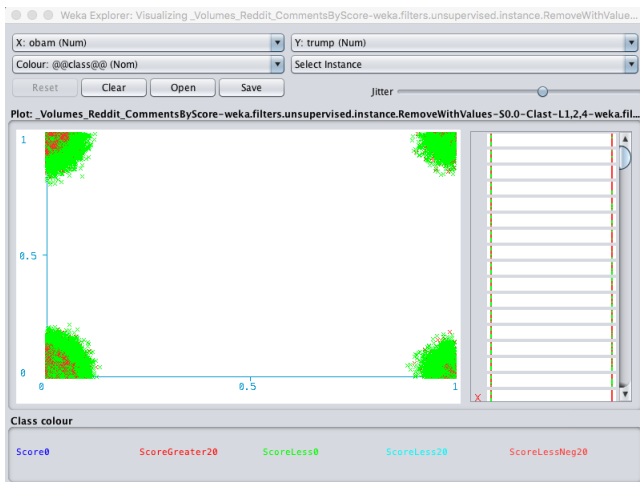 Weka Explorer: Visualizing _Volumes_Reddit_CommentsByScore-weka.filters.unsupervised.instance.RemoveWithValue...
X: obam (Num) Y: trump (Num)
Colour: @@class@@ (Nom) Select Instance
Reset Clear Open Save Jitter
Plot: _Volumes_Reddit_CommentsByScore-weka.filters.unsupervised.instance.RemoveWithValues-S0.0-Clast-L1,2,4-weka.fil...
1
0.5
0
0 0.5 1
X
Class colour
Score0 ScoreGreater20 ScoreLess0 ScoreLess20 ScoreLessNeg20